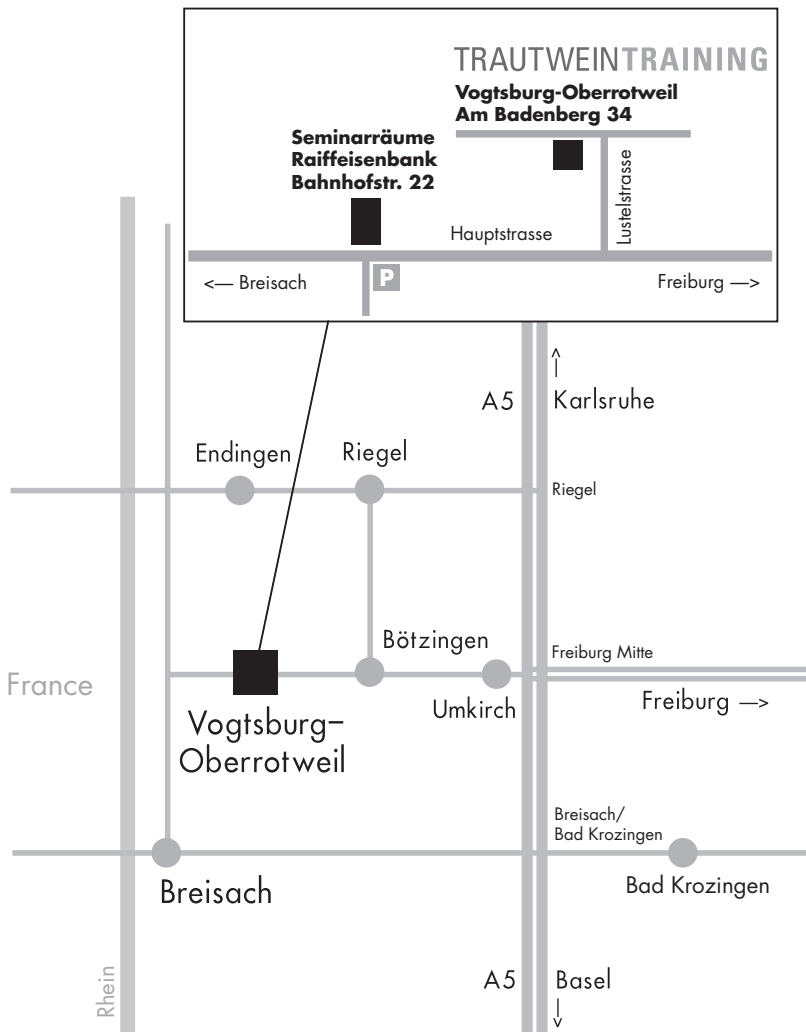 TRAUTWEINTRAINING
Vogtsburg-Oberrotweil
Am Badenberg 34
Seminarräume
Raiffeisenbank
Bahnhofstr. 22
Lustelstrasse
Hauptstrasse
P
<— Breisach
Freiburg —>
A5
Karlsruhe
Endingen
Riegel
Riegel
Bötzingen
Freiburg Mitte
France
Umkirch
Freiburg —>
Vogtsburg–
Oberrotweil
Breisach/
Bad Krozingen
Breisach
Bad Krozingen
Rhein
A5
Basel